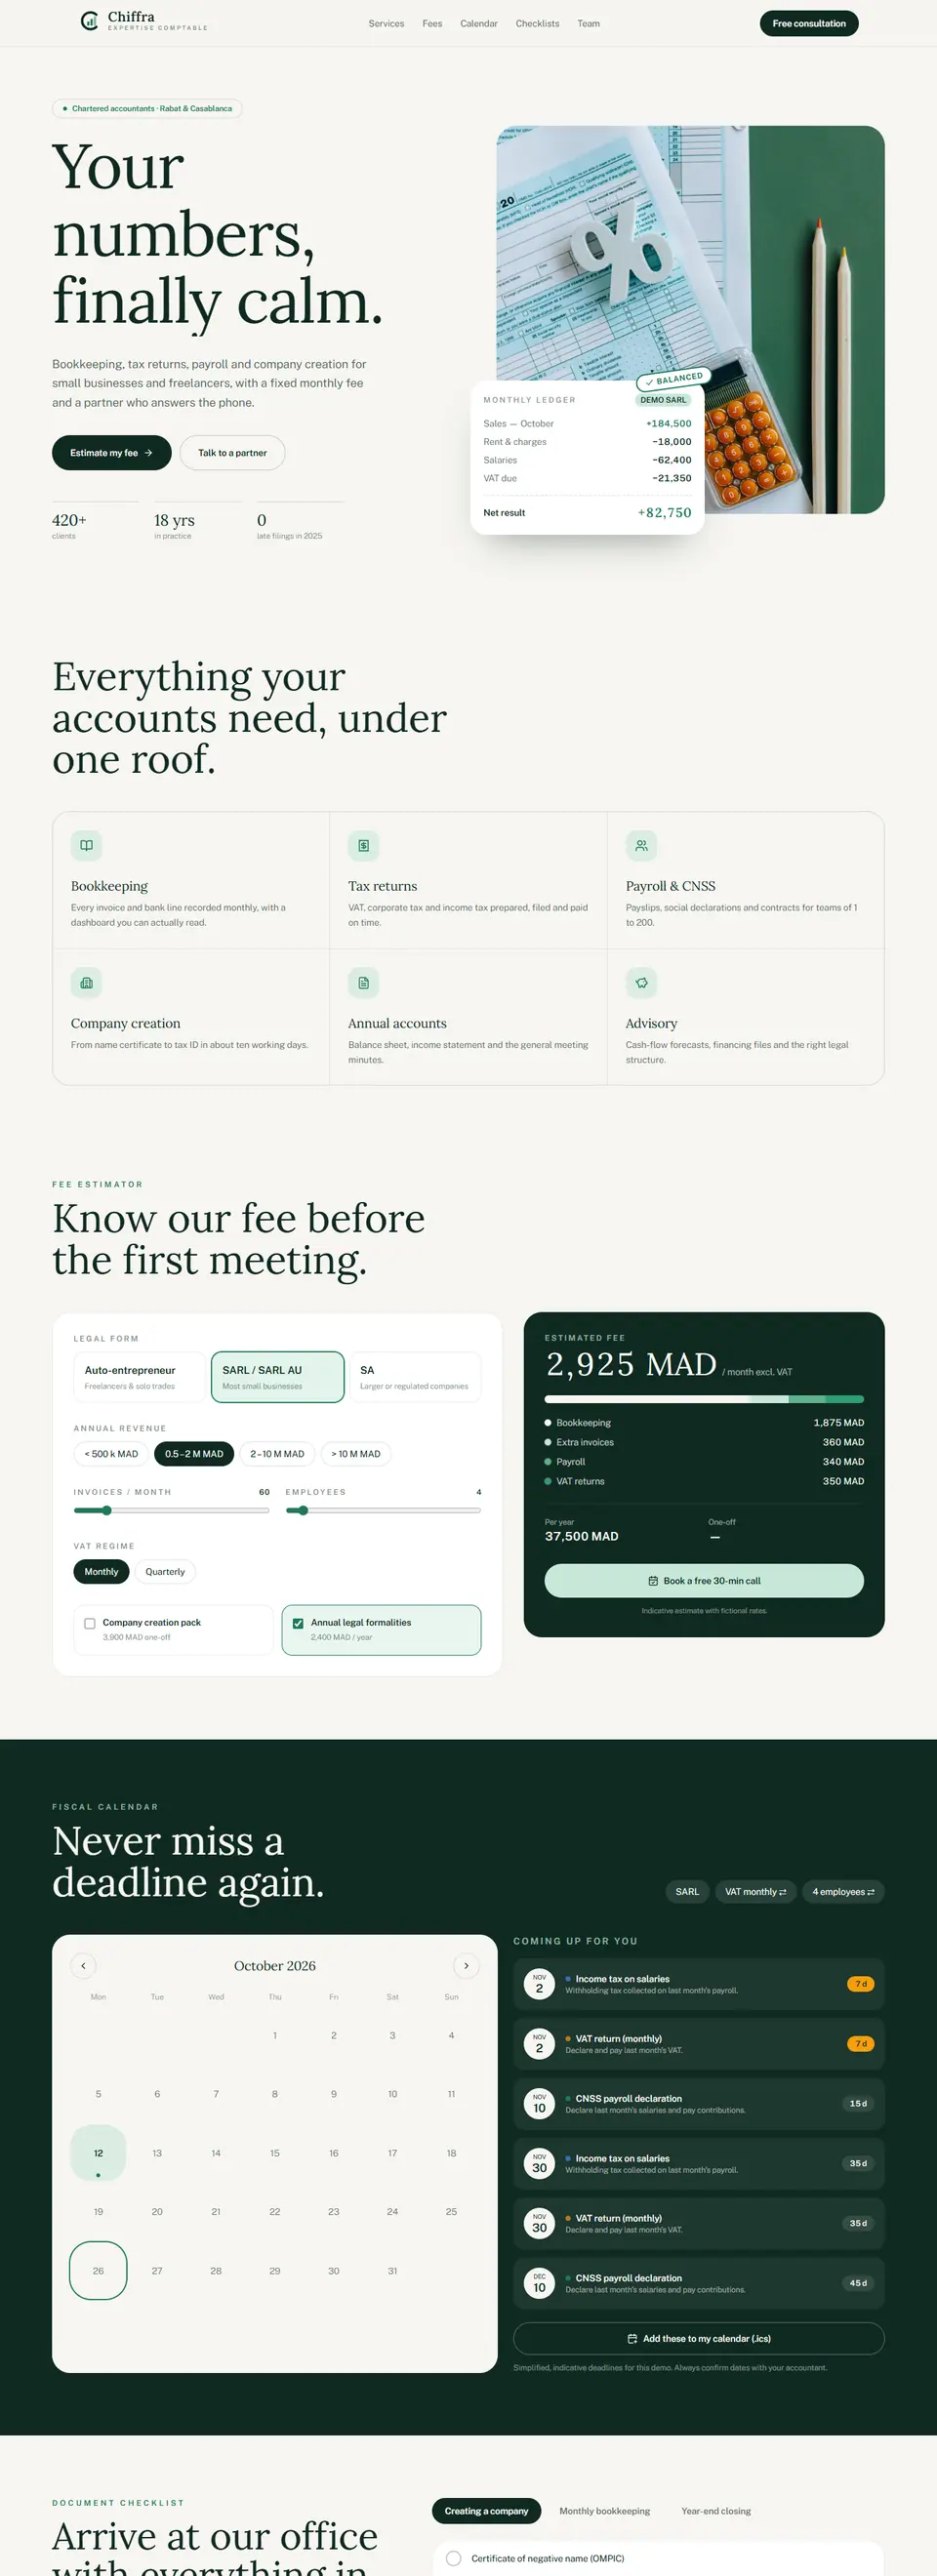 Chiffra
EXPERTISE COMPTABLE
Services
Fees
Calendar
Checklists
Team
Free consultation
Chartered accountants · Rabat & Casablanca
Your
numbers,
finally calm.
Bookkeeping, tax returns, payroll and company creation for
small businesses and freelancers, with a fixed monthly fee
and a partner who answers the phone.
Estimate my fee →
Talk to a partner
420+
clients
18 yrs
in practice
0
late filings in 2025
20
%
BALANCED
MONTHLY LEDGER
DEMO SARL
Sales — October +184,500
Rent & charges −18,000
Salaries −62,400
VAT due −21,350
Net result +82,750
Everything your
accounts need, under
one roof.
Bookkeeping
Every invoice and bank line recorded monthly, with a
dashboard you can actually read.
Tax returns
VAT, corporate tax and income tax prepared, filed and paid
on time.
Payroll & CNSS
Payslips, social declarations and contracts for teams of 1
to 200.
Company creation
From name certificate to tax ID in about ten working days.
Annual accounts
Balance sheet, income statement and the general meeting
minutes.
Advisory
Cash-flow forecasts, financing files and the right legal
structure.
FEE ESTIMATOR
Know our fee before
the first meeting.
LEGAL FORM
Auto-entrepreneur
Freelancers & solo trades
SARL / SARL AU
Most small businesses
SA
Larger or regulated companies
ANNUAL REVENUE
< 500 k MAD
0.5–2 M MAD
2–10 M MAD
> 10 M MAD
INVOICES / MONTH 60
EMPLOYEES 4
VAT REGIME
Monthly
Quarterly
Company creation pack
3,900 MAD one-off
Annual legal formalities
2,400 MAD / year
ESTIMATED FEE
2,925 MAD / month excl. VAT
Bookkeeping 1,875 MAD
Extra invoices 360 MAD
Payroll 340 MAD
VAT returns 350 MAD
Per year
37,500 MAD
One-off
—
Book a free 30-min call
Indicative estimate with fictional rates.
FISCAL CALENDAR
Never miss a
deadline again.
SARL
VAT monthly ⇄
4 employees ⇄
October 2026
Mon Tue Wed Thu Fri Sat Sun
1 2 3 4
5 6 7 8 9 10 11
12 13 14 15 16 17 18
19 20 21 22 23 24 25
26 27 28 29 30 31
COMING UP FOR YOU
NOV
2
Income tax on salaries
Withholding tax collected on last month's payroll.
7 d
NOV
2
VAT return (monthly)
Declare and pay last month's VAT.
7 d
NOV
10
CNSS payroll declaration
Declare last month's salaries and pay contributions.
15 d
NOV
30
Income tax on salaries
Withholding tax collected on last month's payroll.
35 d
NOV
30
VAT return (monthly)
Declare and pay last month's VAT.
35 d
DEC
10
CNSS payroll declaration
Declare last month's salaries and pay contributions.
45 d
Add these to my calendar (.ics)
Simplified, indicative deadlines for this demo. Always confirm dates with your accountant.
DOCUMENT CHECKLIST
Arrive at our office
with everything in
Creating a company
Monthly bookkeeping
Year-end closing
Certificate of negative name (OMPIC)